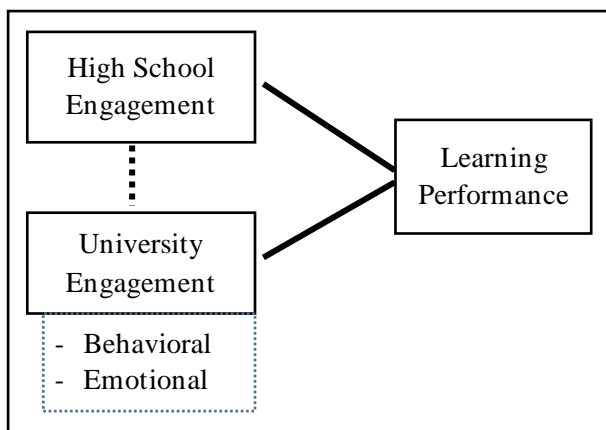 High School
Engagement
Learning
Performance
University
Engagement
- Behavioral
- Emotional